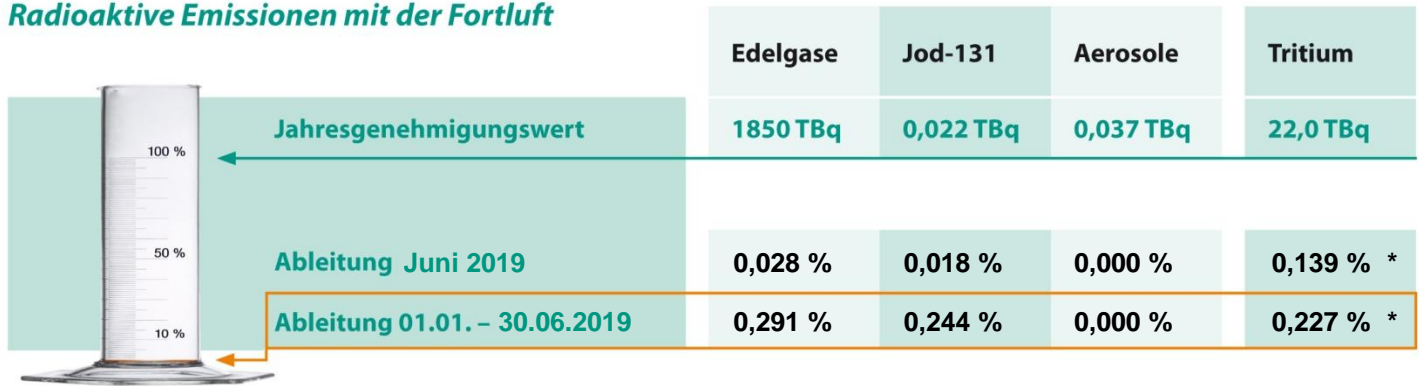 Radioaktive Emissionen mit der Fortluft
Edelgase Jod-131 Aerosole Tritium
Jahresgenehmigungswert 1850 TBq 0,022 TBq 0,037 TBq 22,0 TBq
100 %
50 %
Ableitung Juni 2019 0,028 % 0,018 % 0,000 % 0,139 % *
Ableitung 01.01. – 30.06.2019 0,291 % 0,244 % 0,000 % 0,227 % *
10 %